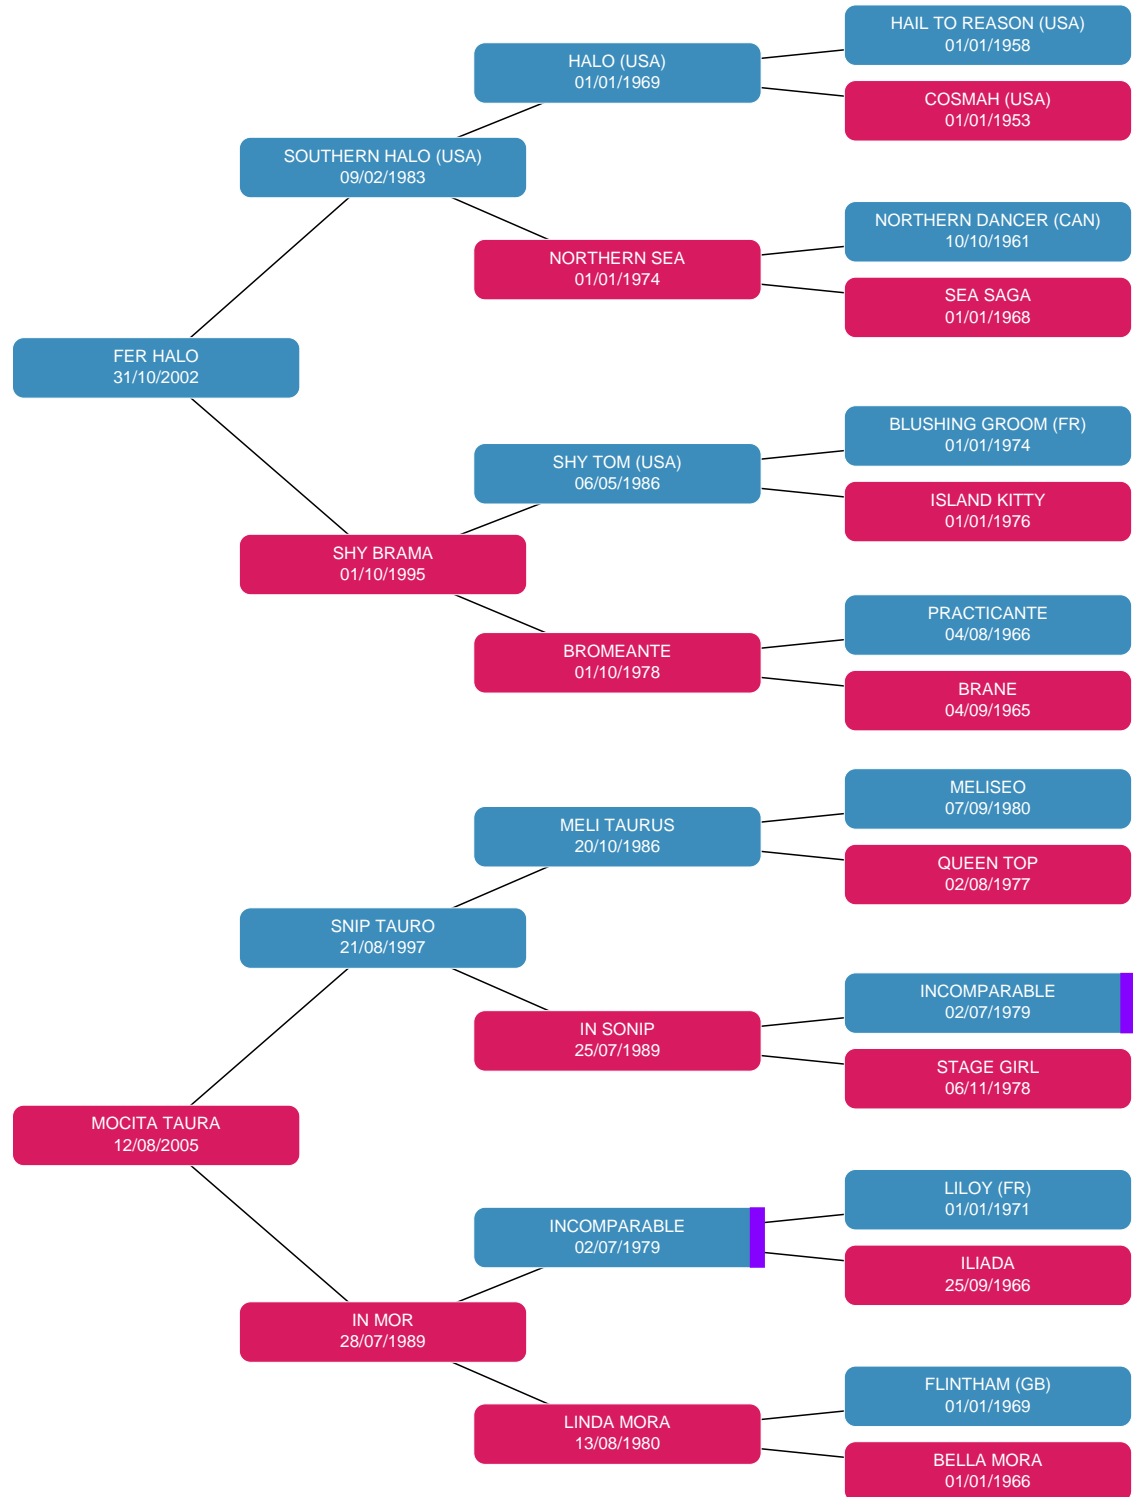 HAIL TO REASON (USA)
01/01/1958
HALO (USA)
01/01/1969
COSMAH (USA)
01/01/1953
SOUTHERN HALO (USA)
09/02/1983
NORTHERN DANCER (CAN)
10/10/1961
NORTHERN SEA
01/01/1974
SEA SAGA
01/01/1968
FER HALO
31/10/2002
BLUSHING GROOM (FR)
01/01/1974
SHY TOM (USA)
06/05/1986
ISLAND KITTY
01/01/1976
SHY BRAMA
01/10/1995
PRACTICANTE
04/08/1966
BROMEANTE
01/10/1978
BRANE
04/09/1965
MELISEO
07/09/1980
MELI TAURUS
20/10/1986
QUEEN TOP
02/08/1977
SNIP TAURO
21/08/1997
INCOMPARABLE
02/07/1979
IN SONIP
25/07/1989
STAGE GIRL
06/11/1978
MOCITA TAURA
12/08/2005
LILOY (FR)
01/01/1971
INCOMPARABLE
02/07/1979
ILIADA
25/09/1966
IN MOR
28/07/1989
FLINTHAM (GB)
01/01/1969
LINDA MORA
13/08/1980
BELLA MORA
01/01/1966